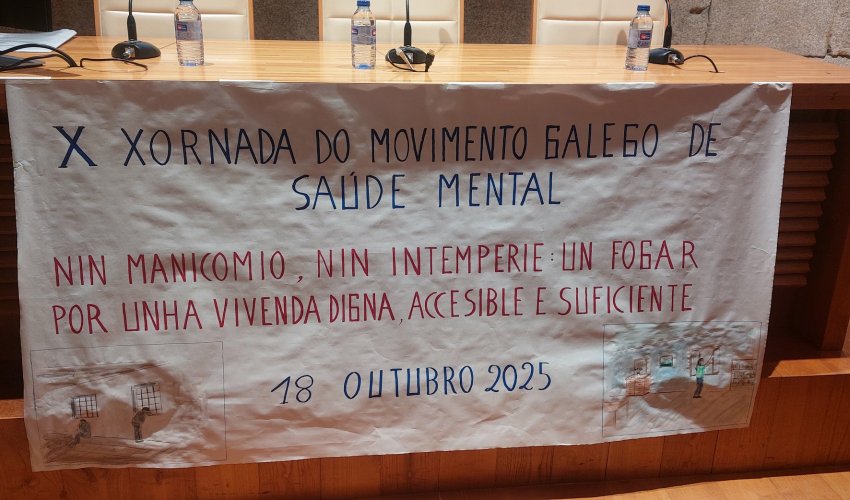 X XORNADA DO MOVIMENTO GALEGO DE
SAÚDE MENTAL
NIN MANICOMIO, NIN INTEMPERIE: UN FOGAR
POR UNHA VIVENDA DIGNA, ACCESIBLE E SUFICIENTE
18 OUTUBRO 2025